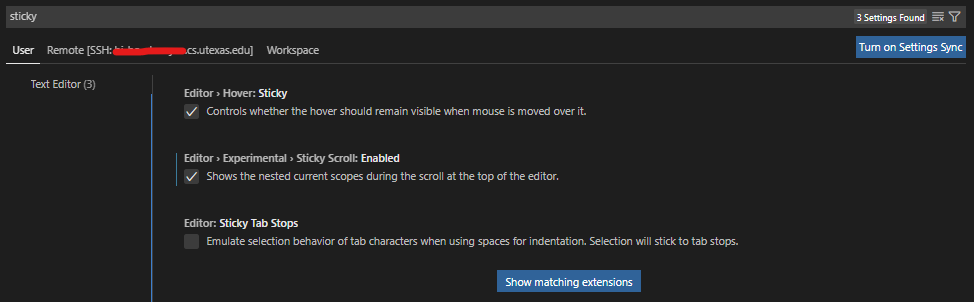 sticky
3 Settings Found
User Remote [SSH: .cs.utexas.edu] Workspace
Turn on Settings Sync
Text Editor (3)
Editor › Hover: Sticky
Controls whether the hover should remain visible when mouse is moved over it.
Editor › Experimental › Sticky Scroll: Enabled
Shows the nested current scopes during the scroll at the top of the editor.
Editor: Sticky Tab Stops
Emulate selection behavior of tab characters when using spaces for indentation. Selection will stick to tab stops.
Show matching extensions